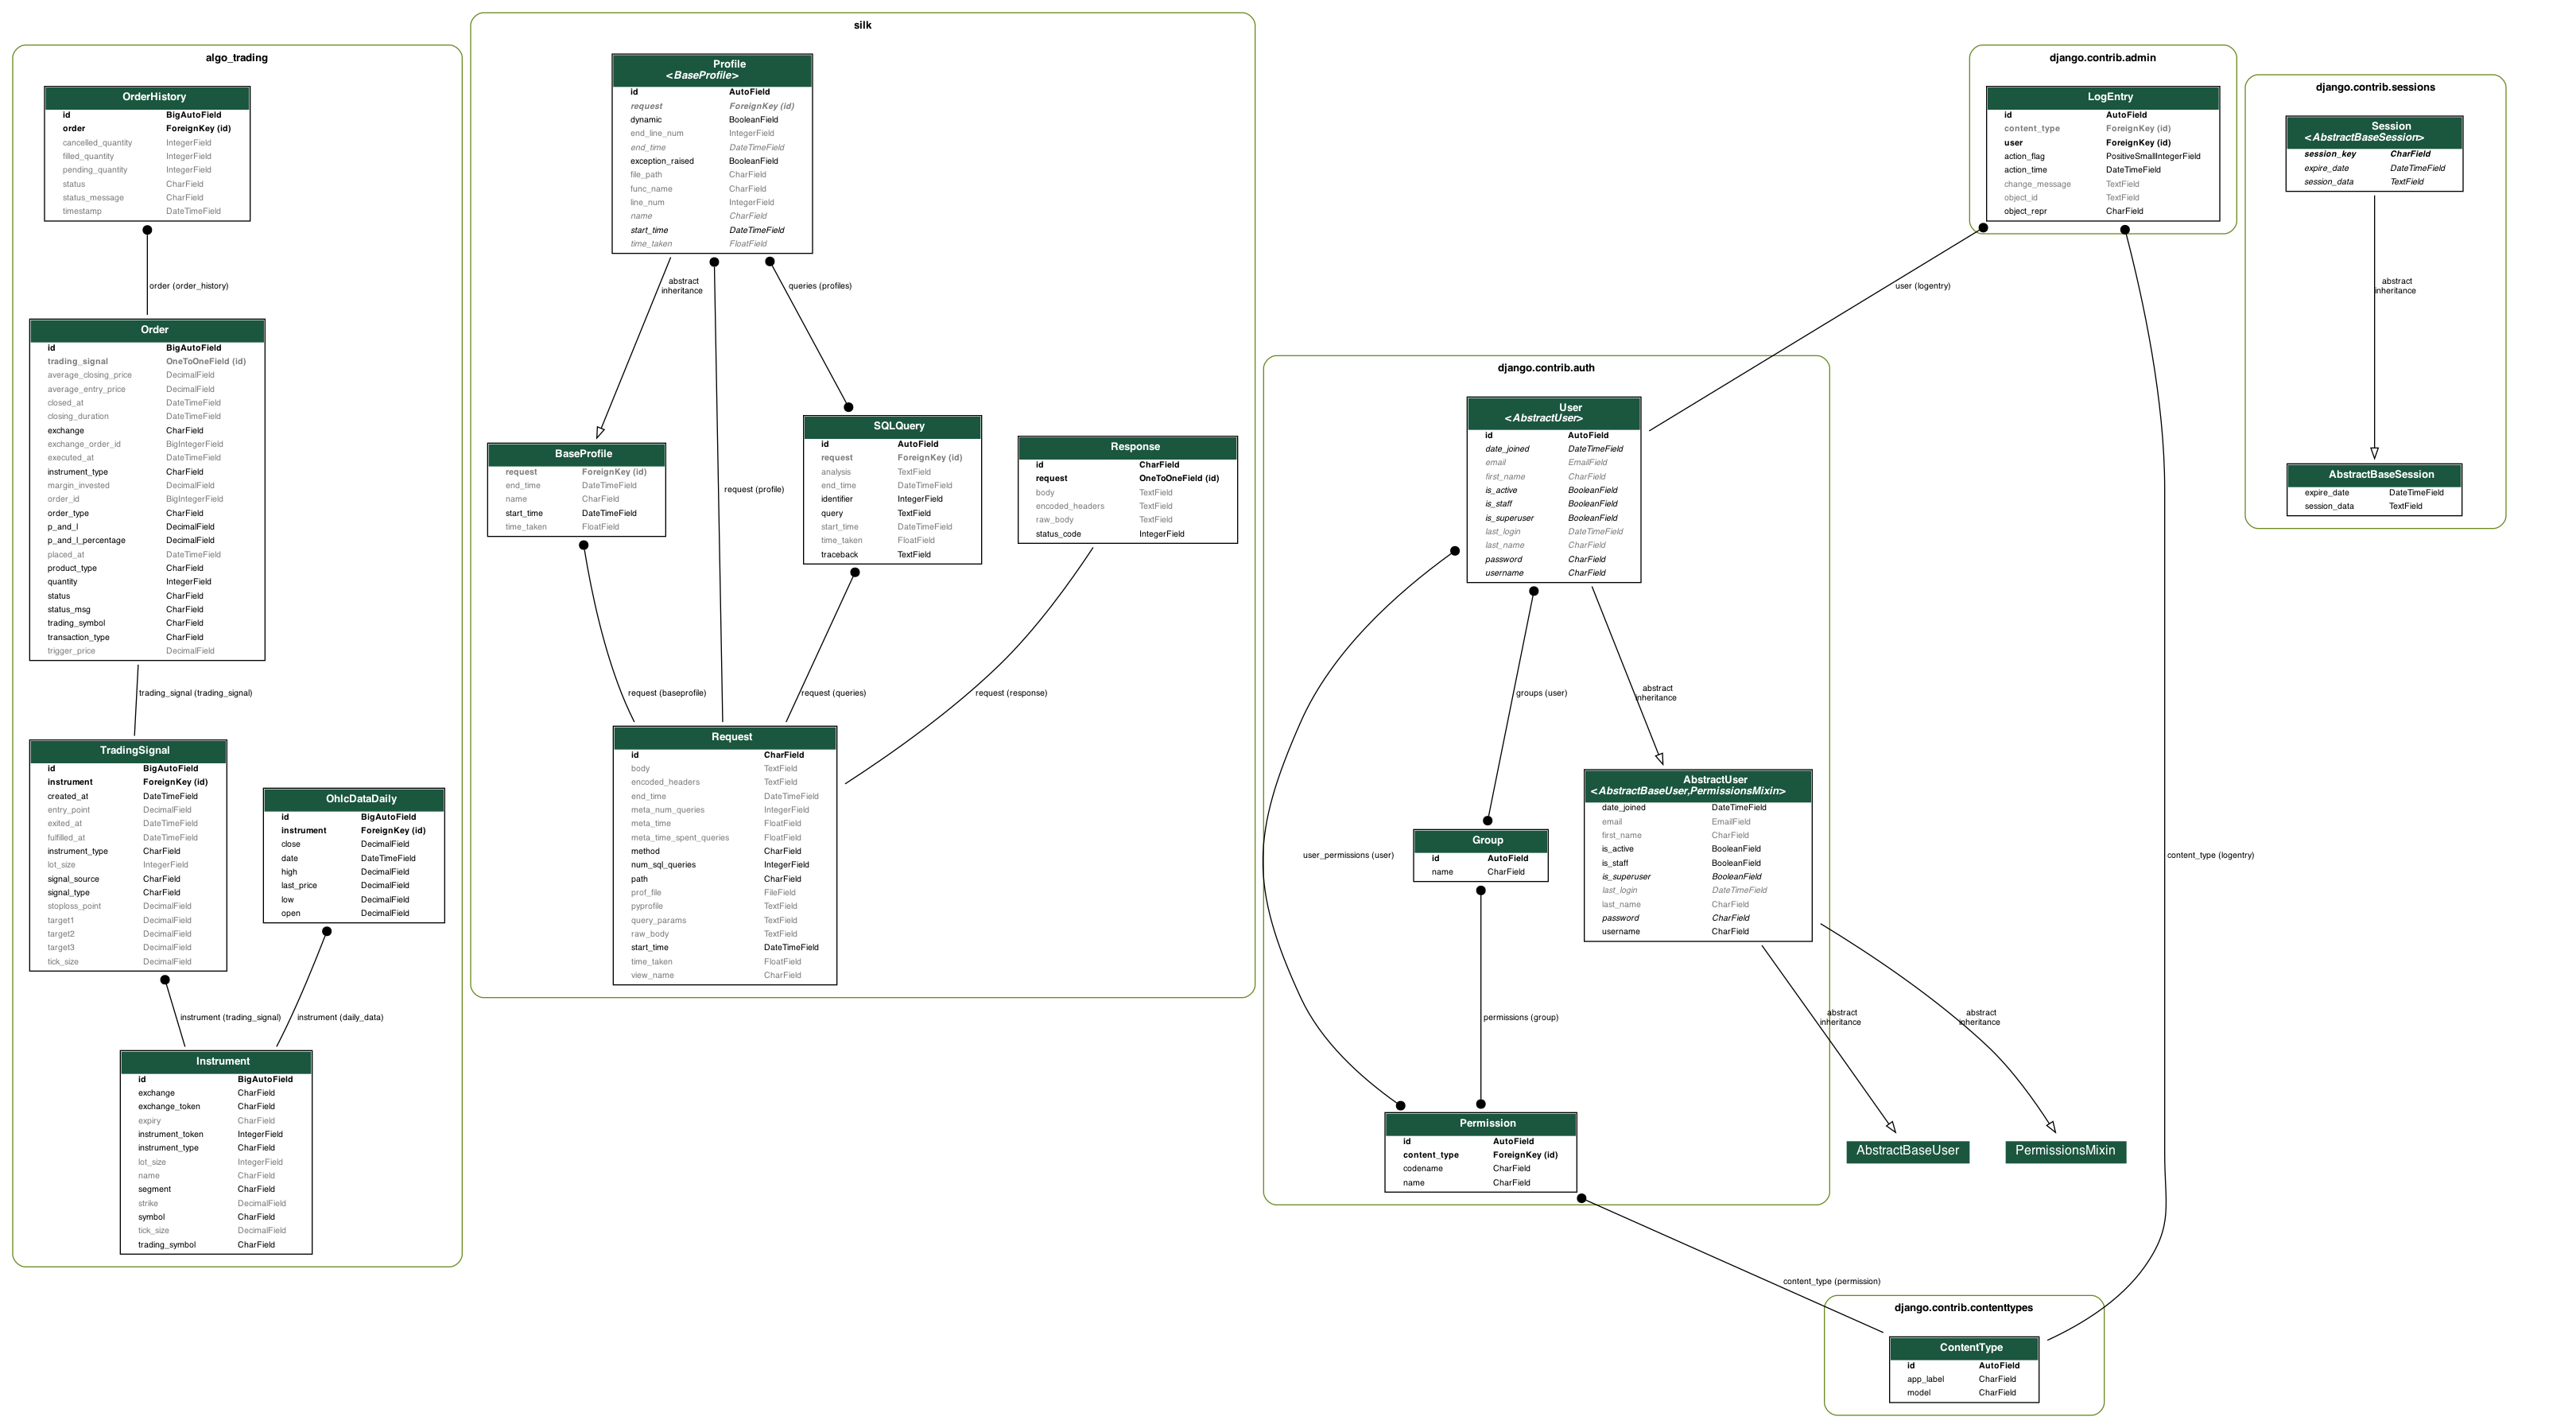 algo_trading
OrderHistory
id BigAutoField
order ForeignKey (id)
cancelled_quantity IntegerField
filled_quantity IntegerField
pending_quantity IntegerField
status CharField
status_message CharField
timestamp DateTimeField
order (order_history)
Order
id BigAutoField
trading_signal OneToOneField (id)
average_closing_price DecimalField
average_entry_price DecimalField
closed_at DateTimeField
closing_duration DateTimeField
exchange CharField
exchange_order_id BigIntegerField
executed_at DateTimeField
instrument_type CharField
margin_invested DecimalField
order_id BigIntegerField
order_type CharField
p_and_l DecimalField
p_and_l_percentage DecimalField
placed_at DateTimeField
product_type CharField
quantity IntegerField
status CharField
status_msg CharField
trading_symbol CharField
transaction_type CharField
trigger_price DecimalField
trading_signal (trading_signal)
TradingSignal
id BigAutoField
instrument ForeignKey (id)
created_at DateTimeField
entry_point DecimalField
exited_at DateTimeField
fulfilled_at DateTimeField
instrument_type CharField
lot_size IntegerField
signal_source CharField
signal_type CharField
stoploss_point DecimalField
target1 DecimalField
target2 DecimalField
target3 DecimalField
tick_size DecimalField
OhlcDataDaily
id BigAutoField
instrument ForeignKey (id)
close DecimalField
date DateTimeField
high DecimalField
last_price DecimalField
low DecimalField
open DecimalField
instrument (trading_signal)
instrument (daily_data)
Instrument
id BigAutoField
exchange CharField
exchange_token CharField
expiry CharField
instrument_token IntegerField
instrument_type CharField
lot_size IntegerField
name CharField
segment CharField
strike DecimalField
symbol CharField
tick_size DecimalField
trading_symbol CharField
silk
Profile
<BaseProfile>
id AutoField
request ForeignKey (id)
dynamic BooleanField
end_line_num IntegerField
end_time DateTimeField
exception_raised BooleanField
file_path CharField
func_name CharField
line_num IntegerField
name CharField
start_time DateTimeField
time_taken FloatField
abstract
inheritance
queries (profiles)
request (profile)
BaseProfile
request ForeignKey (id)
end_time DateTimeField
name CharField
start_time DateTimeField
time_taken FloatField
SQLQuery
id AutoField
request ForeignKey (id)
analysis TextField
end_time DateTimeField
identifier IntegerField
query TextField
start_time DateTimeField
time_taken FloatField
traceback TextField
Response
id CharField
request OneToOneField (id)
body TextField
encoded_headers TextField
raw_body TextField
status_code IntegerField
request (baseprofile)
request (queries)
request (response)
Request
id CharField
body TextField
encoded_headers TextField
end_time DateTimeField
meta_num_queries IntegerField
meta_time FloatField
meta_time_spent_queries FloatField
method CharField
num_sql_queries IntegerField
path CharField
prof_file FileField
pyprofile TextField
query_params TextField
raw_body TextField
start_time DateTimeField
time_taken FloatField
view_name CharField
django.contrib.auth
User
<AbstractUser>
id AutoField
date_joined DateTimeField
email EmailField
first_name CharField
is_active BooleanField
is_staff BooleanField
is_superuser BooleanField
last_login DateTimeField
last_name CharField
password CharField
username CharField
groups (user)
abstract
inheritance
user_permissions (user)
Group
id AutoField
name CharField
AbstractUser
<AbstractBaseUser,PermissionsMixin>
date_joined DateTimeField
email EmailField
first_name CharField
is_active BooleanField
is_staff BooleanField
is_superuser BooleanField
last_login DateTimeField
last_name CharField
password CharField
username CharField
permissions (group)
abstract
inheritance
abstract
inheritance
Permission
id AutoField
content_type ForeignKey (id)
codename CharField
name CharField
AbstractBaseUser
PermissionsMixin
django.contrib.admin
LogEntry
id AutoField
content_type ForeignKey (id)
user ForeignKey (id)
action_flag PositiveSmallIntegerField
action_time DateTimeField
change_message TextField
object_id TextField
object_repr CharField
user (logentry)
content_type (logentry)
content_type (permission)
django.contrib.contenttypes
ContentType
id AutoField
app_label CharField
model CharField
django.contrib.sessions
Session
<AbstractBaseSession>
session_key CharField
expire_date DateTimeField
session_data TextField
abstract
inheritance
AbstractBaseSession
expire_date DateTimeField
session_data TextField